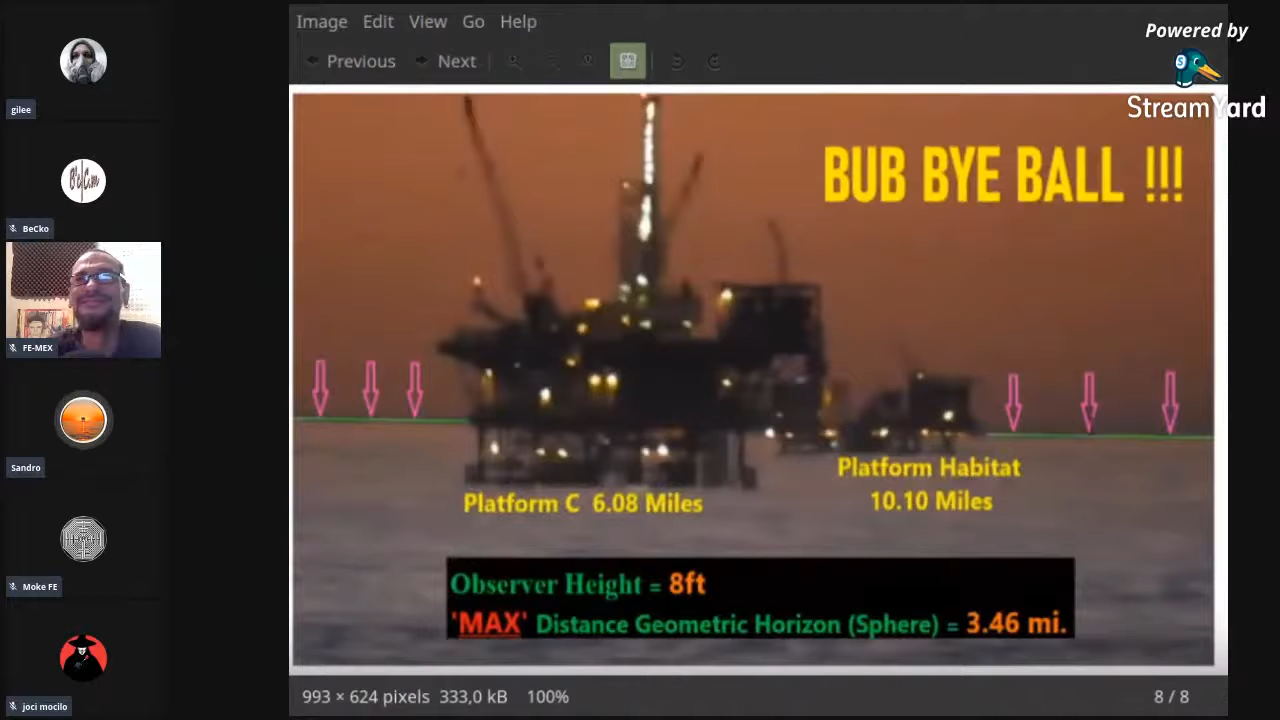 Image Edit View Go Help
Previous Next
Powered by
StreamYard
gilee
B'eCäm
BeCko
FE-MEX
Sandro
Moke FE
joci mocilo
BUB BYE BALL !!!
Platform C 6.08 Miles
Platform Habitat
10.10 Miles
Observer Height = 8ft
'MAX' Distance Geometric Horizon (Sphere) = 3.46 mi.
993 × 624 pixels 333,0 kB 100%
8 / 8